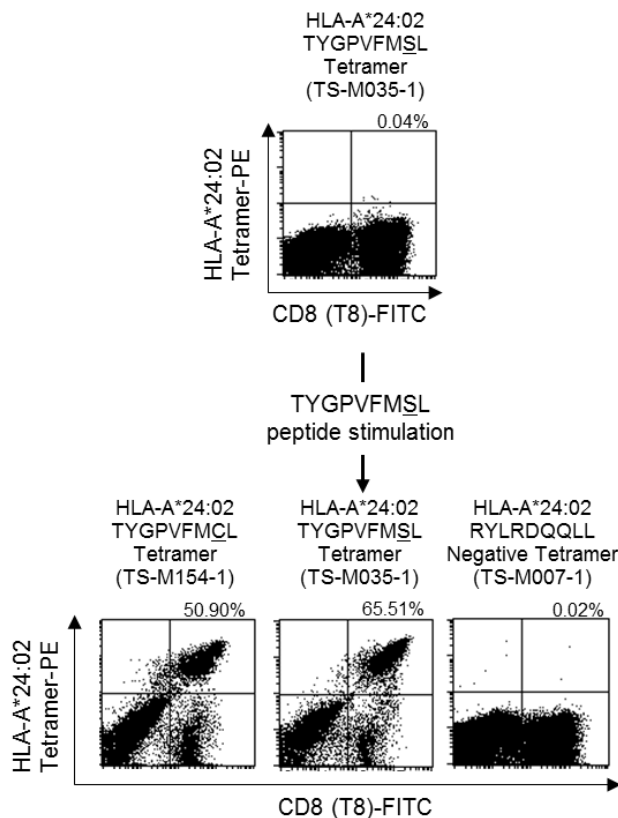 HLA-A*24:02
TYGPVFMSL
Tetramer
(TS-M035-1)
0.04%
HLA-A*24:02
Tetramer-PE
CD8 (T8)-FITC
TYGPVFMSL
peptide stimulation
HLA-A*24:02
TYGPVFMCL
Tetramer
(TS-M154-1)
50.90%
HLA-A*24:02
TYGPVFMSL
Tetramer
(TS-M035-1)
65.51%
HLA-A*24:02
RYLRDQQLL
Negative Tetramer
(TS-M007-1)
0.02%
HLA-A*24:02
Tetramer-PE
CD8 (T8)-FITC